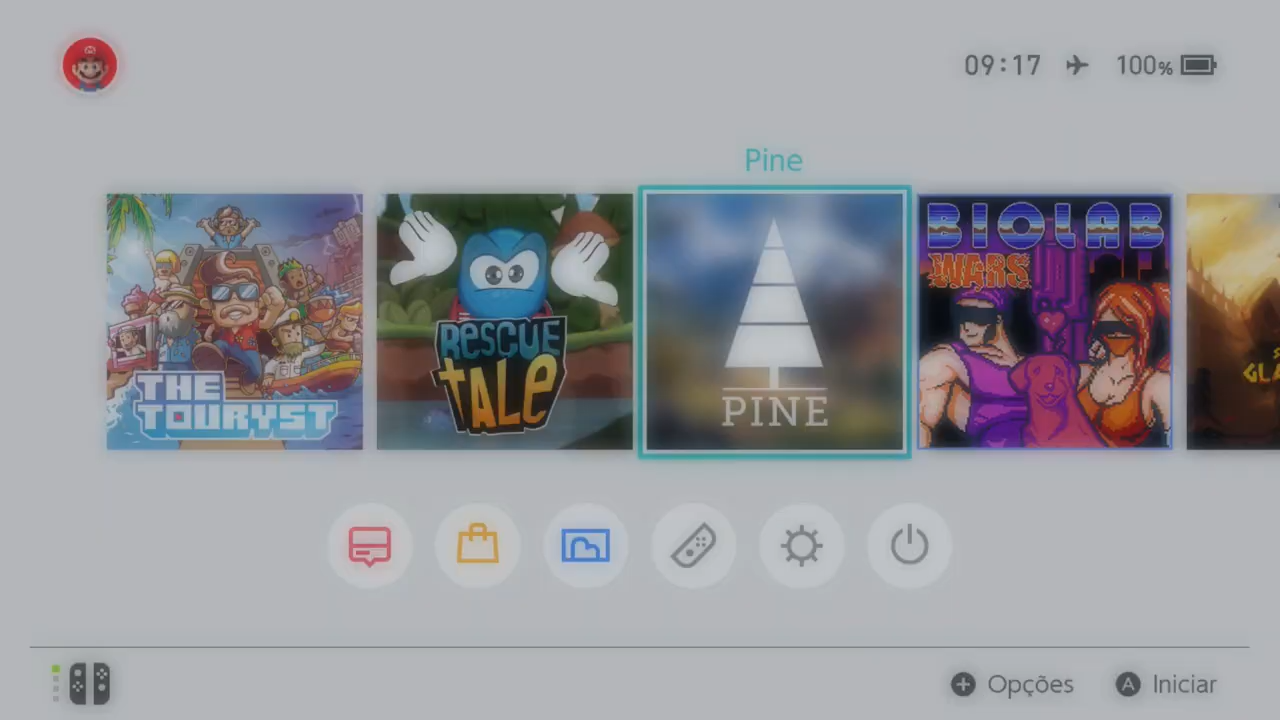 09:17
100%
Pine
THE
TOURYST
RESCUE
TALE
PINE
BIOLAB
WARS
Opções
A Iniciar